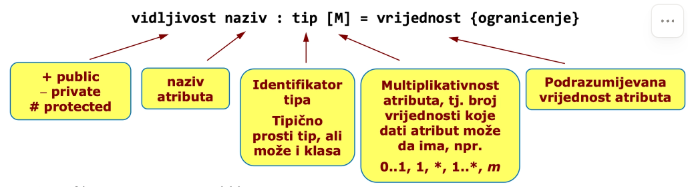 vidljivost naziv : tip [M] = vrijednost {ogranicenje}
+ public
– private
# protected
naziv
atributa
Identifikator
tipa
Tipično
prosti tip, ali
može i klasa
Multiplikativnost
atributa, tj. broj
vrijednosti koje
dati atribut može
da ima, npr.
0..1, 1, *, 1..*, m
Podrazumijevana
vrijednost atributa